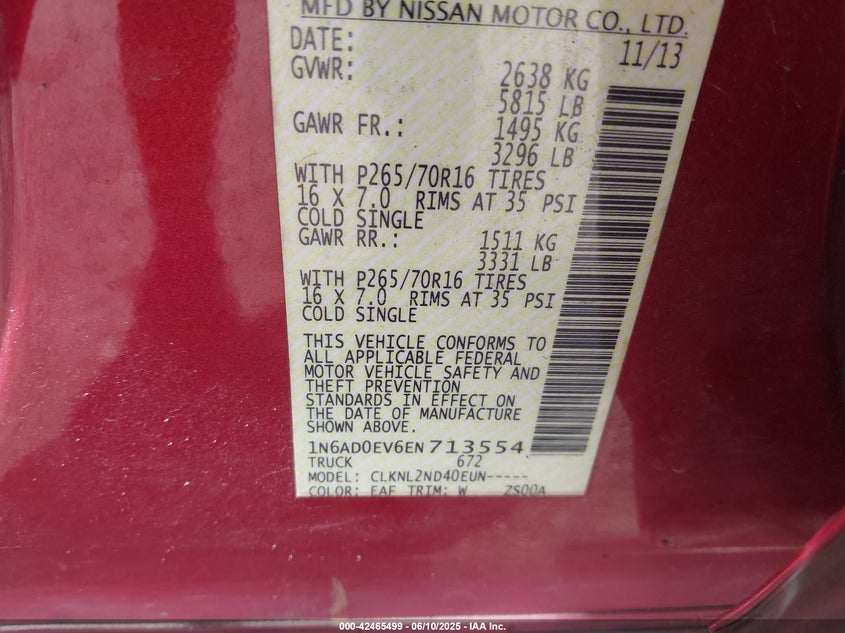 MFD BY NISSAN MOTOR CO., LTD.
DATE: 11/13
GVWR: 2638 KG
5815 LB
GAWR FR.: 1495 KG
3296 LB
WITH P265/70R16 TIRES
16 X 7.0 RIMS AT 35 PSI
COLD SINGLE
GAWR RR.: 1511 KG
3331 LB
WITH P265/70R16 TIRES
16 X 7.0 RIMS AT 35 PSI
COLD SINGLE
THIS VEHICLE CONFORMS TO
ALL APPLICABLE FEDERAL
MOTOR VEHICLE SAFETY AND
THEFT PREVENTION
STANDARDS IN EFFECT ON
THE DATE OF MANUFACTURE
SHOWN ABOVE.
1N6AD0EV6EN713554
TRUCK 672
MODEL: CLKNL2ND40EUN-----
COLOR: EAF TRIM: W ZS00A
000-42465499 - 06/10/2025 - IAA Inc.